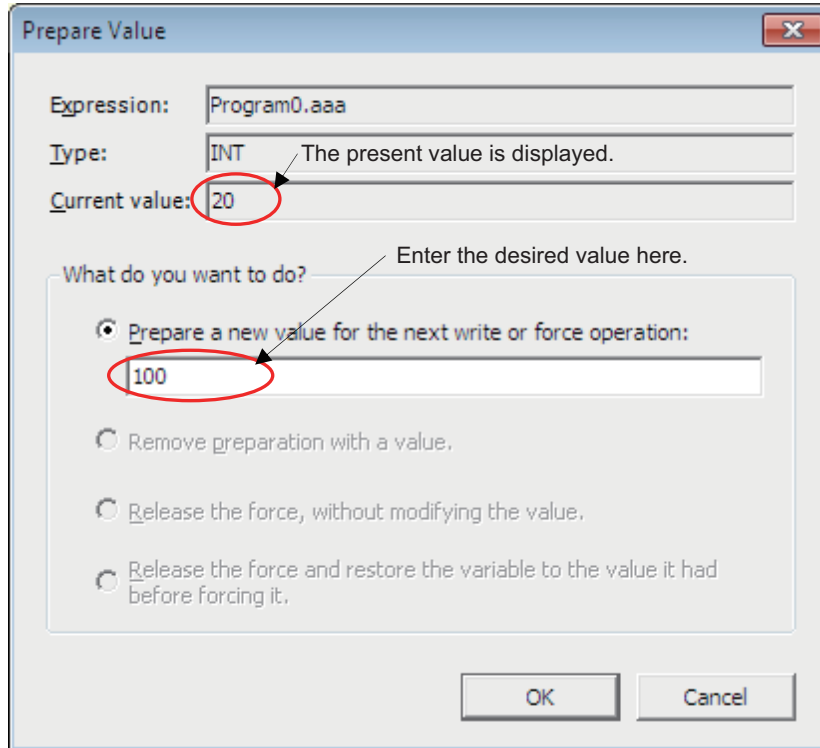 Prepare Value
Expression: Program0.aaa
Type: INT
The present value is displayed.
Current value: 20
Enter the desired value here.
What do you want to do?
Prepare a new value for the next write or force operation:
100
Remove preparation with a value.
Release the force, without modifying the value.
Release the force and restore the variable to the value it had
before forcing it.
OK Cancel